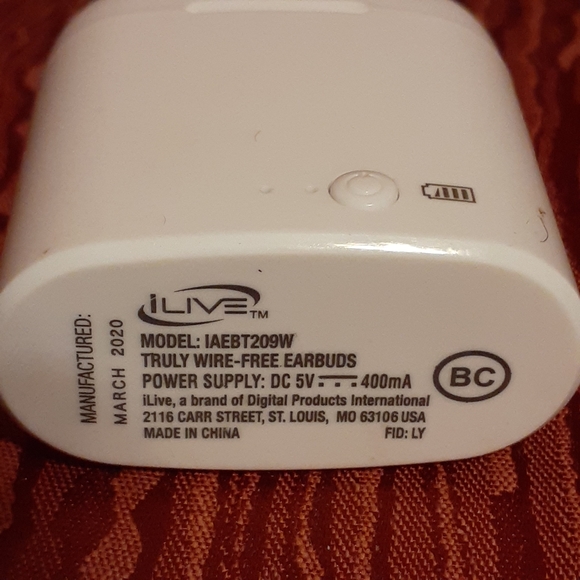 MANUFACTURED:
MARCH 2020
iLIVE™
MODEL: IAEBT209W
TRULY WIRE-FREE EARBUDS
POWER SUPPLY: DC 5V ⎓ 400mA
iLive, a brand of Digital Products International
2116 CARR STREET, ST. LOUIS, MO 63106 USA
MADE IN CHINA FID: LY
BC